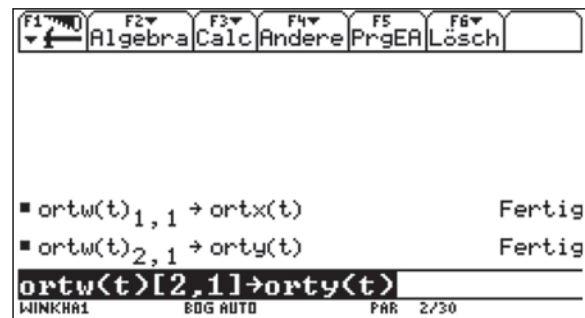 F1 F2 F3 F4 F5 F6
Algebra Calc Andere PrgEA Lösch
▪ ortw(t)1, 1 → ortx(t) Fertig
▪ ortw(t)2, 1 → orty(t) Fertig
ortw(t)[2,1]→orty(t)
WINKHA1 BOG AUTO PAR 2/30